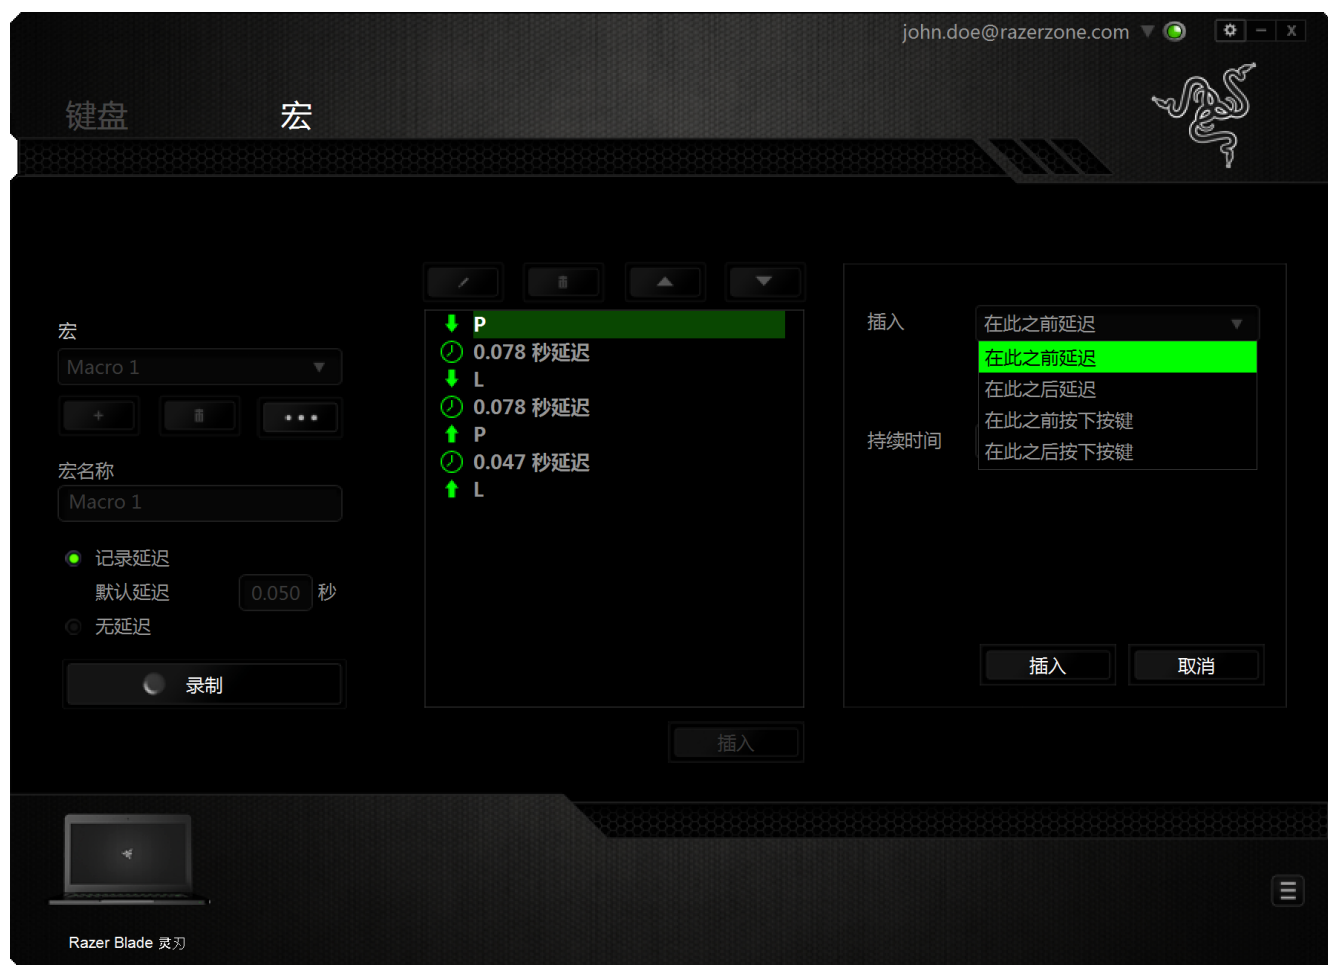 john.doe@razerzone.com
键盘
宏
宏
Macro 1
宏名称
Macro 1
记录延迟
默认延迟 0.050 秒
无延迟
录制
P
0.078 秒延迟
L
0.078 秒延迟
P
0.047 秒延迟
L
插入
插入 在此之前延迟
在此之前延迟
在此之后延迟
在此之前按下按键
在此之后按下按键
持续时间
插入
取消
Razer Blade 灵刃